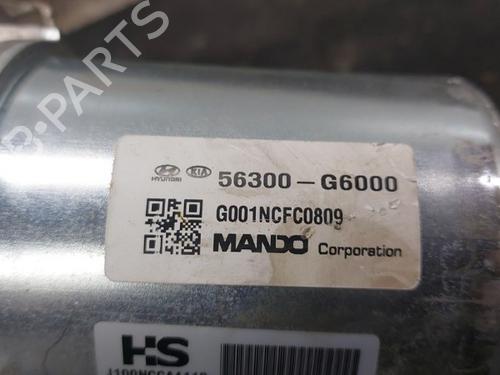 B-PARTS
HYUNDAI KIA 56300-G6000
G001NCFC0809
MANDO Corporation
HS